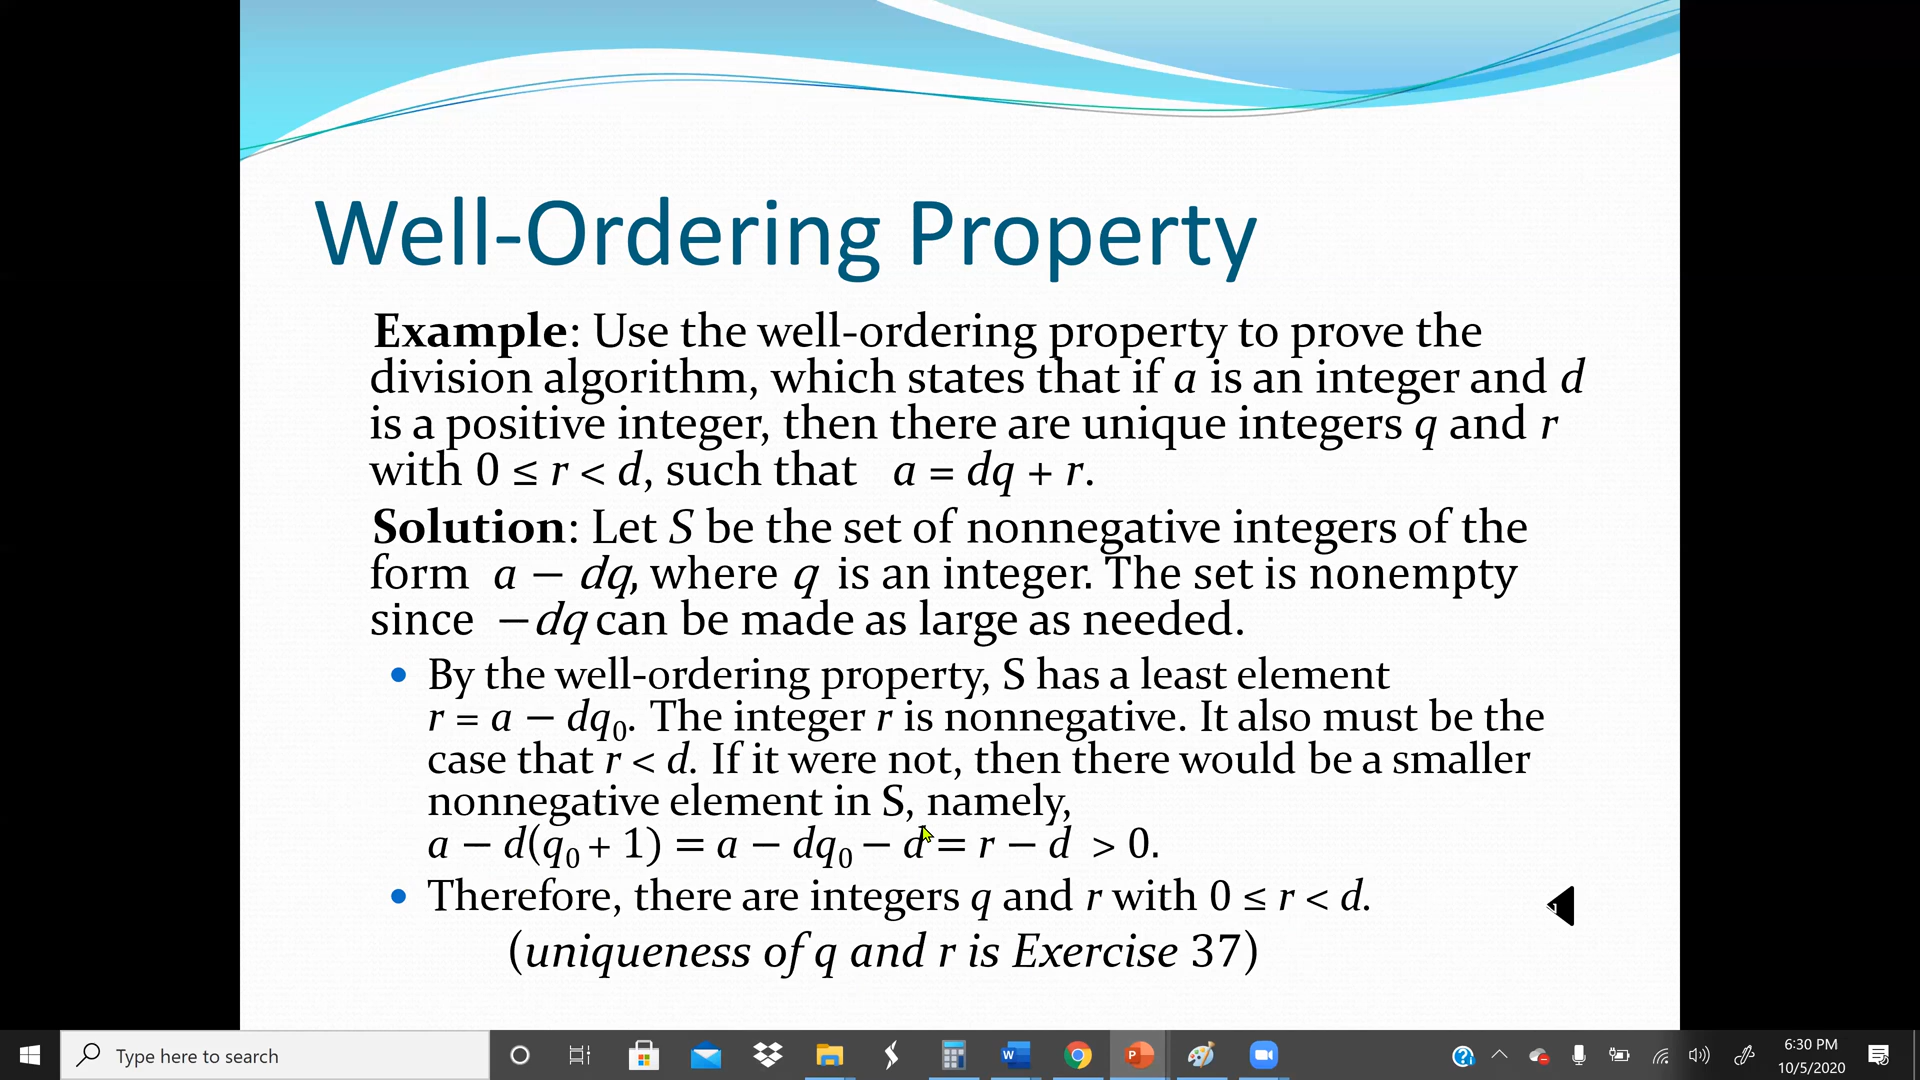 Well-Ordering Property
Example: Use the well-ordering property to prove the
division algorithm, which states that if a is an integer and d
is a positive integer, then there are unique integers q and r
with 0 ≤ r < d, such that a = dq + r.
Solution: Let S be the set of nonnegative integers of the
form a − dq, where q is an integer. The set is nonempty
since −dq can be made as large as needed.
• By the well-ordering property, S has a least element
r = a − dq₀. The integer r is nonnegative. It also must be the
case that r < d. If it were not, then there would be a smaller
nonnegative element in S, namely,
a − d(q₀ + 1) = a − dq₀ − d = r − d > 0.
• Therefore, there are integers q and r with 0 ≤ r < d.
(uniqueness of q and r is Exercise 37)
Type here to search
6:30 PM
10/5/2020